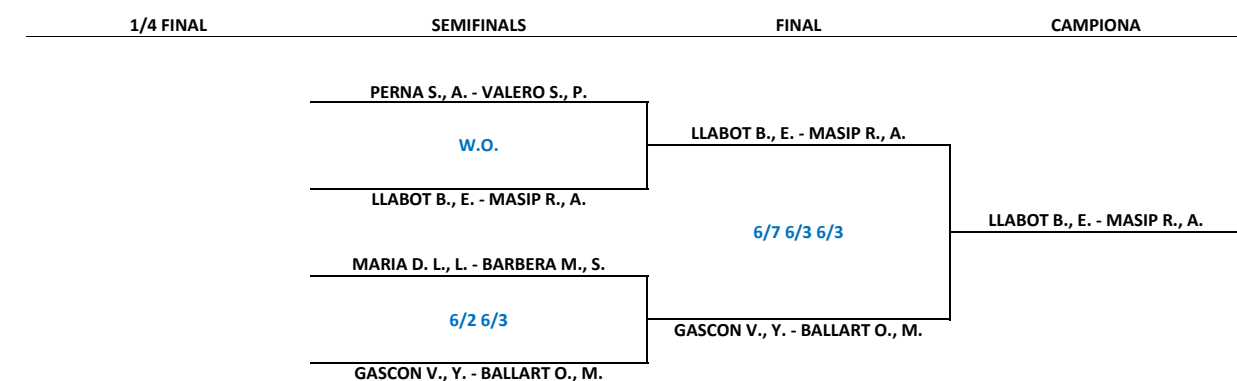 1/4 FINAL SEMIFINALS FINAL CAMPIONA
PERNA S., A. - VALERO S., P.
W.O.
LLABOT B., E. - MASIP R., A.
LLABOT B., E. - MASIP R., A.
6/7 6/3 6/3
LLABOT B., E. - MASIP R., A.
MARIA D. L., L. - BARBERA M., S.
6/2 6/3
GASCON V., Y. - BALLART O., M.
GASCON V., Y. - BALLART O., M.